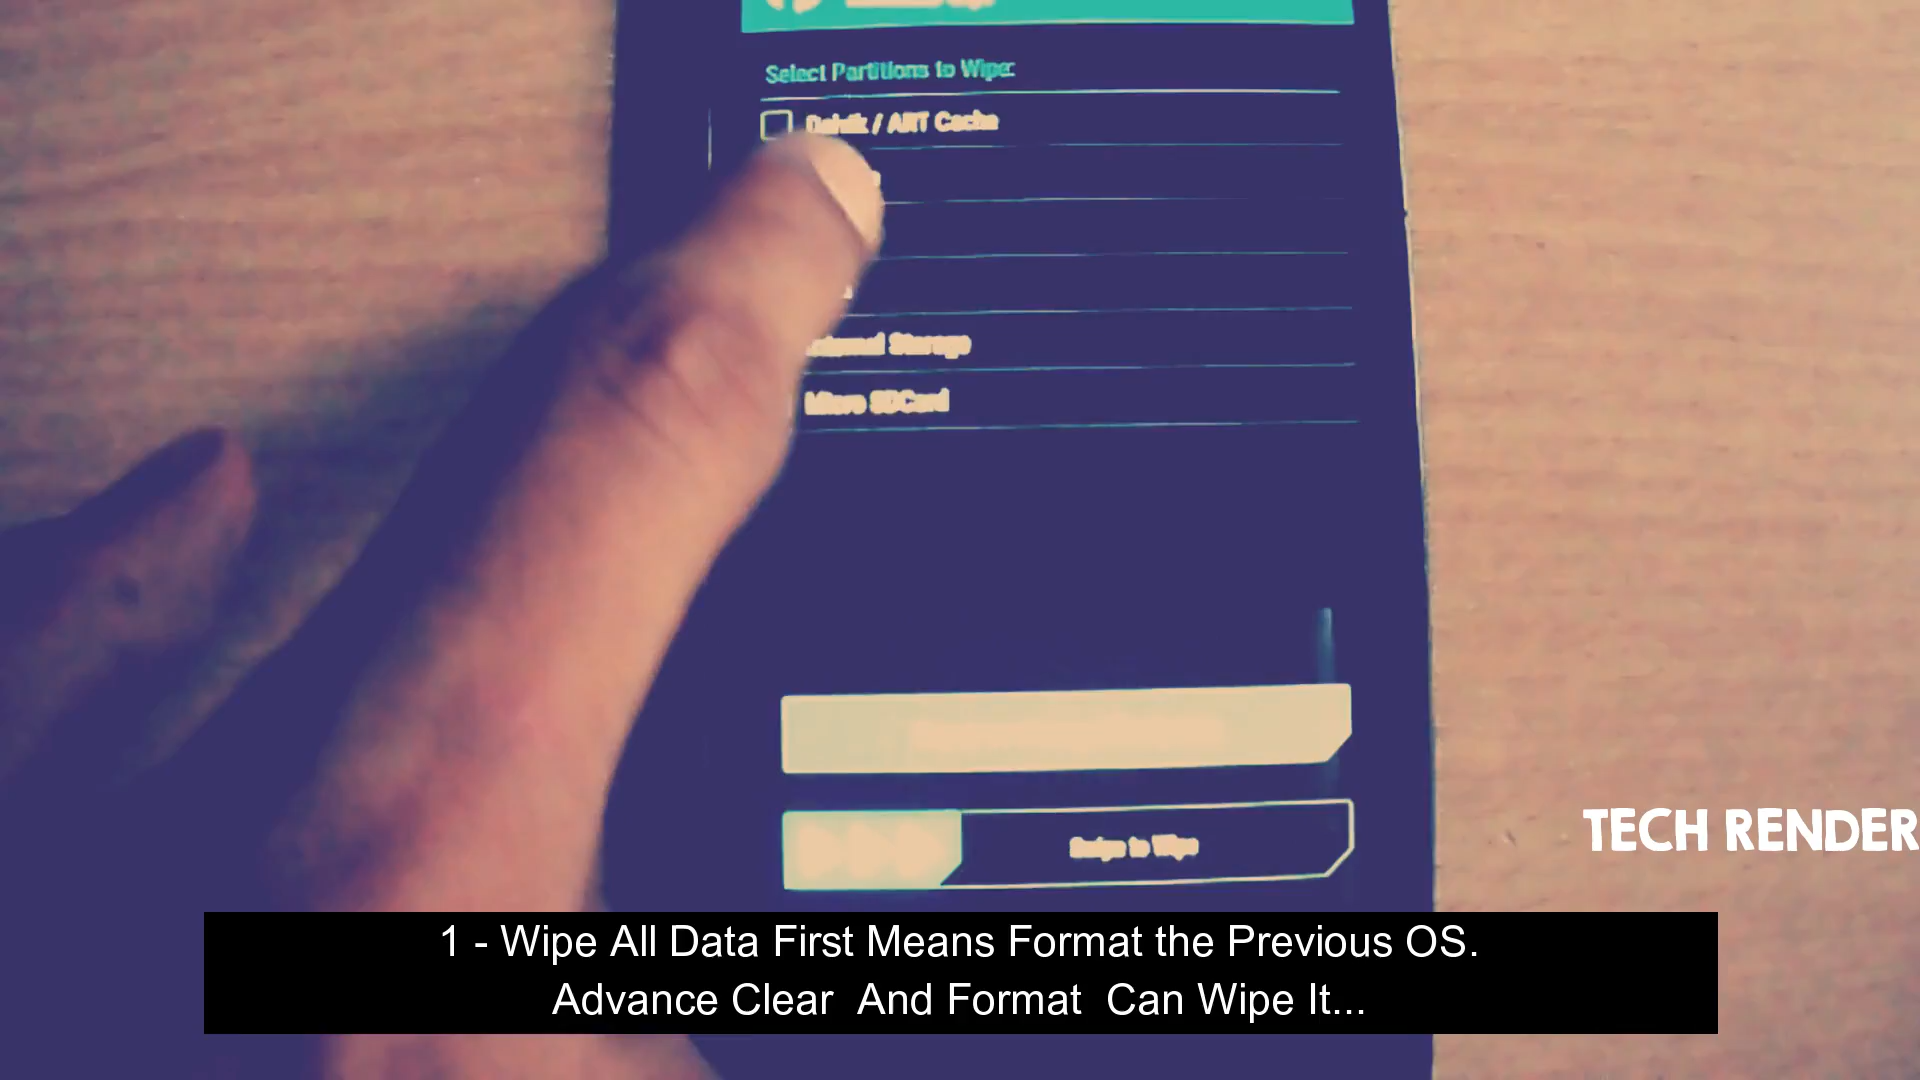 Select Partitions to Wipe:
Dalvik / ART Cache
Storage
Micro SDCard
Swipe to Wipe
TECH RENDER
1 - Wipe All Data First Means Format the Previous OS.
Advance Clear And Format Can Wipe It...